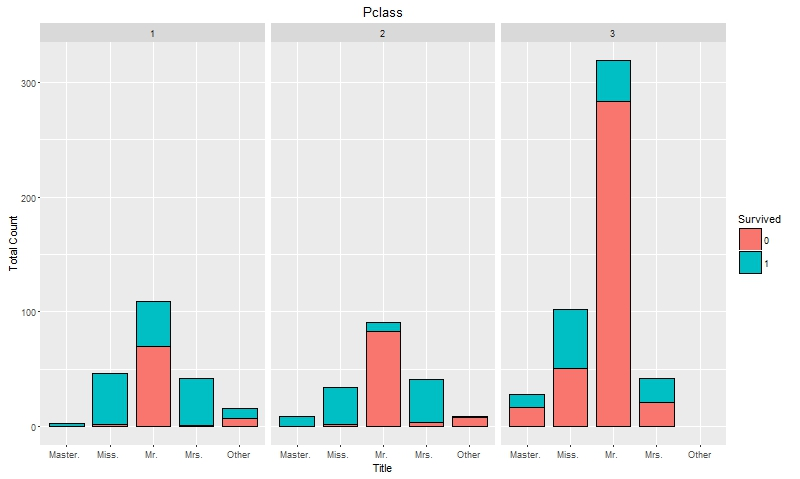 Pclass
1 2 3
300
200
100
0
Total Count
Master. Miss. Mr. Mrs. Other Master. Miss. Mr. Mrs. Other Master. Miss. Mr. Mrs. Other
Title
Survived
0
1